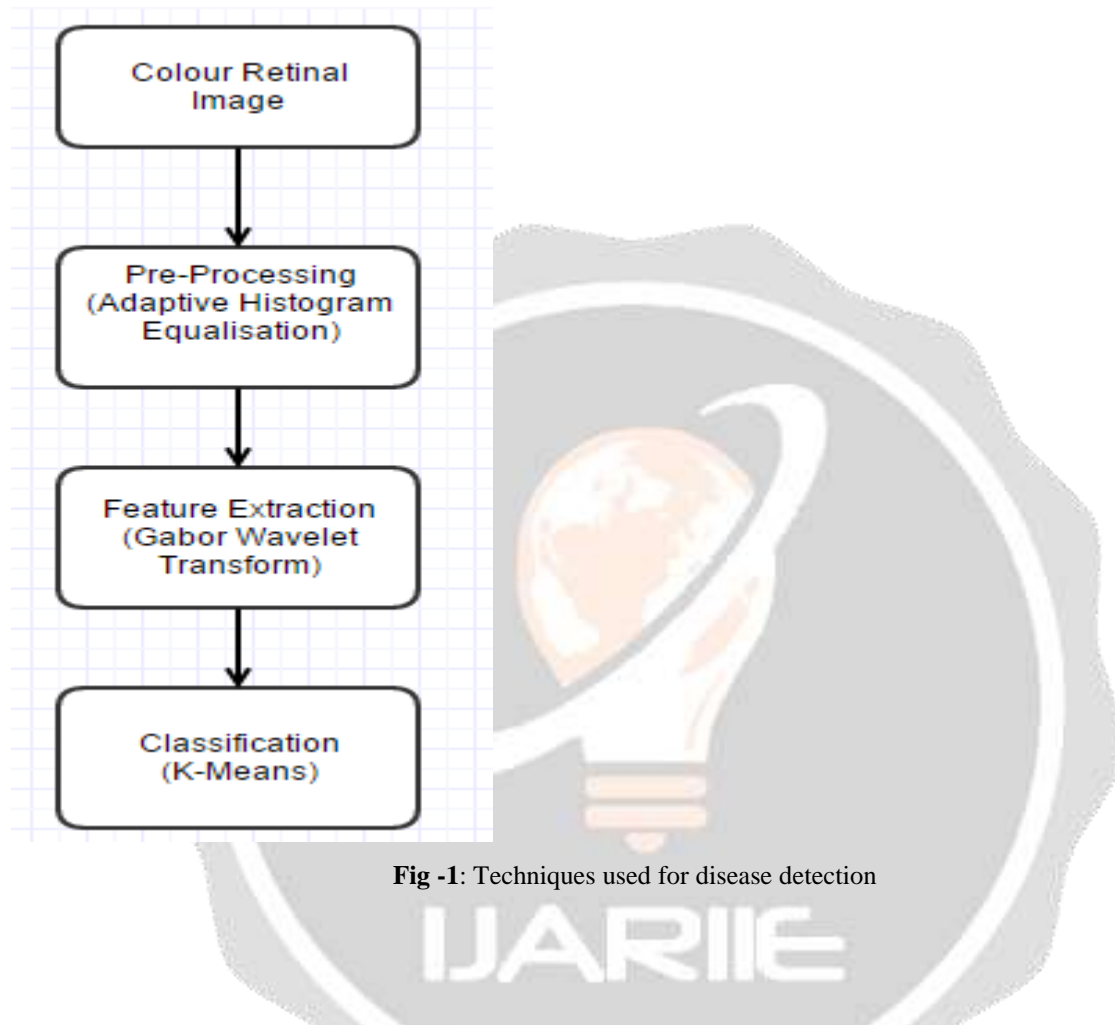 Colour Retinal
Image
Pre-Processing
(Adaptive Histogram
Equalisation)
Feature Extraction
(Gabor Wavelet
Transform)
Classification
(K-Means)
Fig -1: Techniques used for disease detection
IJARIIE